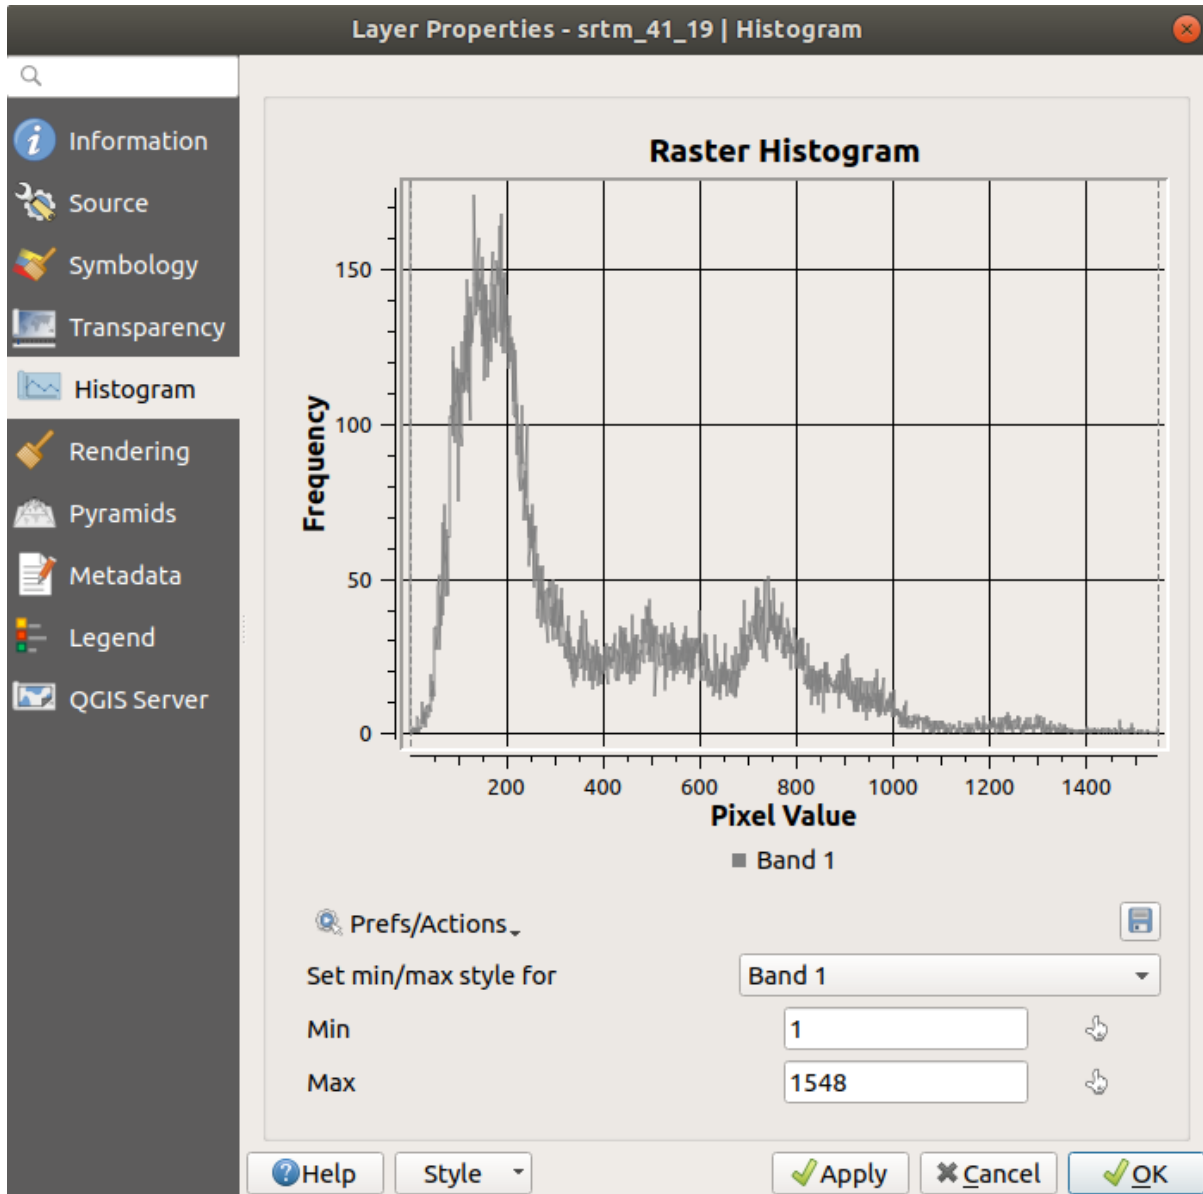 Layer Properties - srtm_41_19 | Histogram
Information
Source
Symbology
Transparency
Histogram
Rendering
Pyramids
Metadata
Legend
QGIS Server
Raster Histogram
Frequency
150
100
50
0
200 400 600 800 1000 1200 1400
Pixel Value
Band 1
Prefs/Actions
Set min/max style for Band 1
Min 1
Max 1548
Help Style Apply Cancel OK